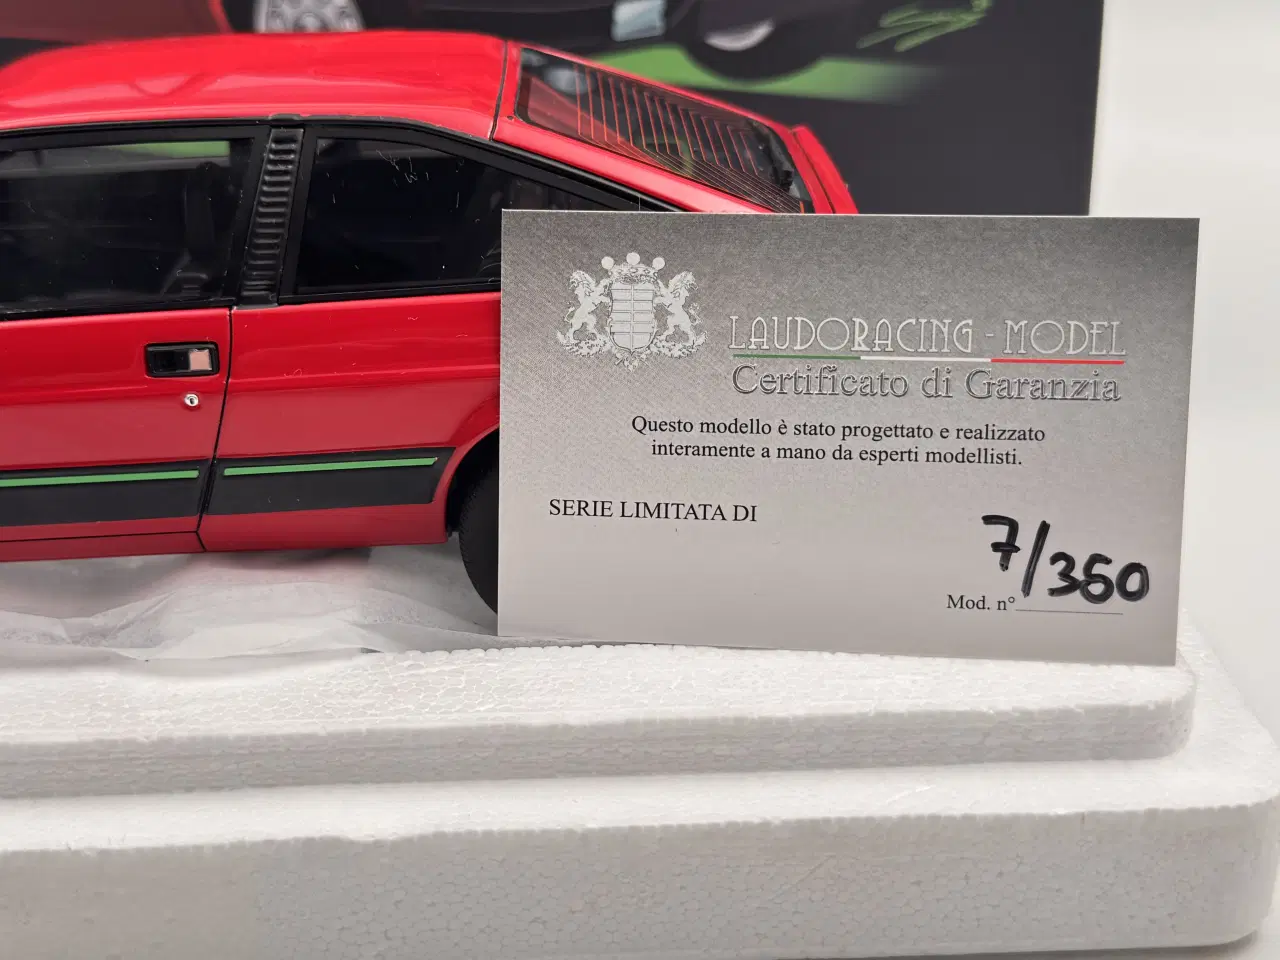 LAUDORACING-MODEL
Certificato di Garanzia
Questo modello è stato progettato e realizzato
interamente a mano da esperti modellisti.
SERIE LIMITATA DI
7/350
Mod. n°